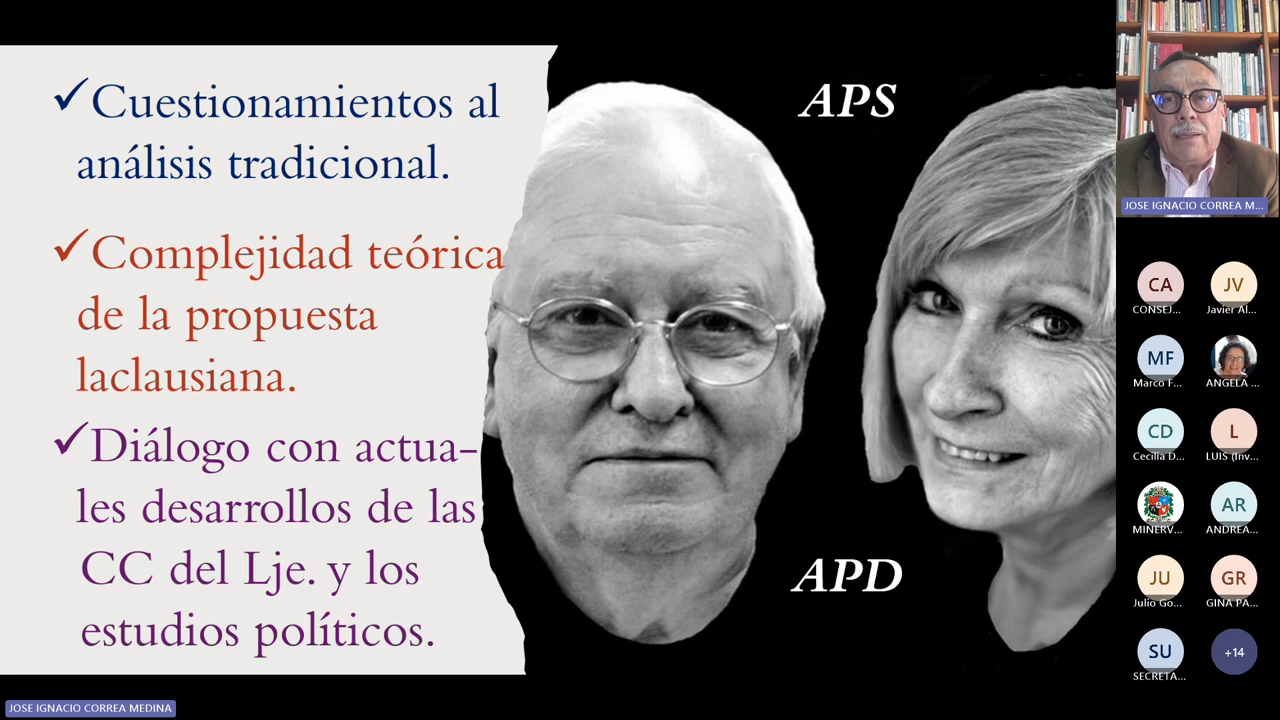 ✓Cuestionamientos al
análisis tradicional.
✓Complejidad teórica
de la propuesta
laclausiana.
✓Diálogo con actua-
les desarrollos de las
CC del Lje. y los
estudios políticos.
APS
APD
JOSE IGNACIO CORREA M...
CA
CONSEJ...
JV
Javier Al...
MF
Marco F...
ANGELA ...
CD
Cecilia D...
L
LUIS (Inv...
MINERV...
AR
ANDREA...
JU
Julio Go...
GR
GINA PA...
SU
SECRETA...
+14
JOSE IGNACIO CORREA MEDINA